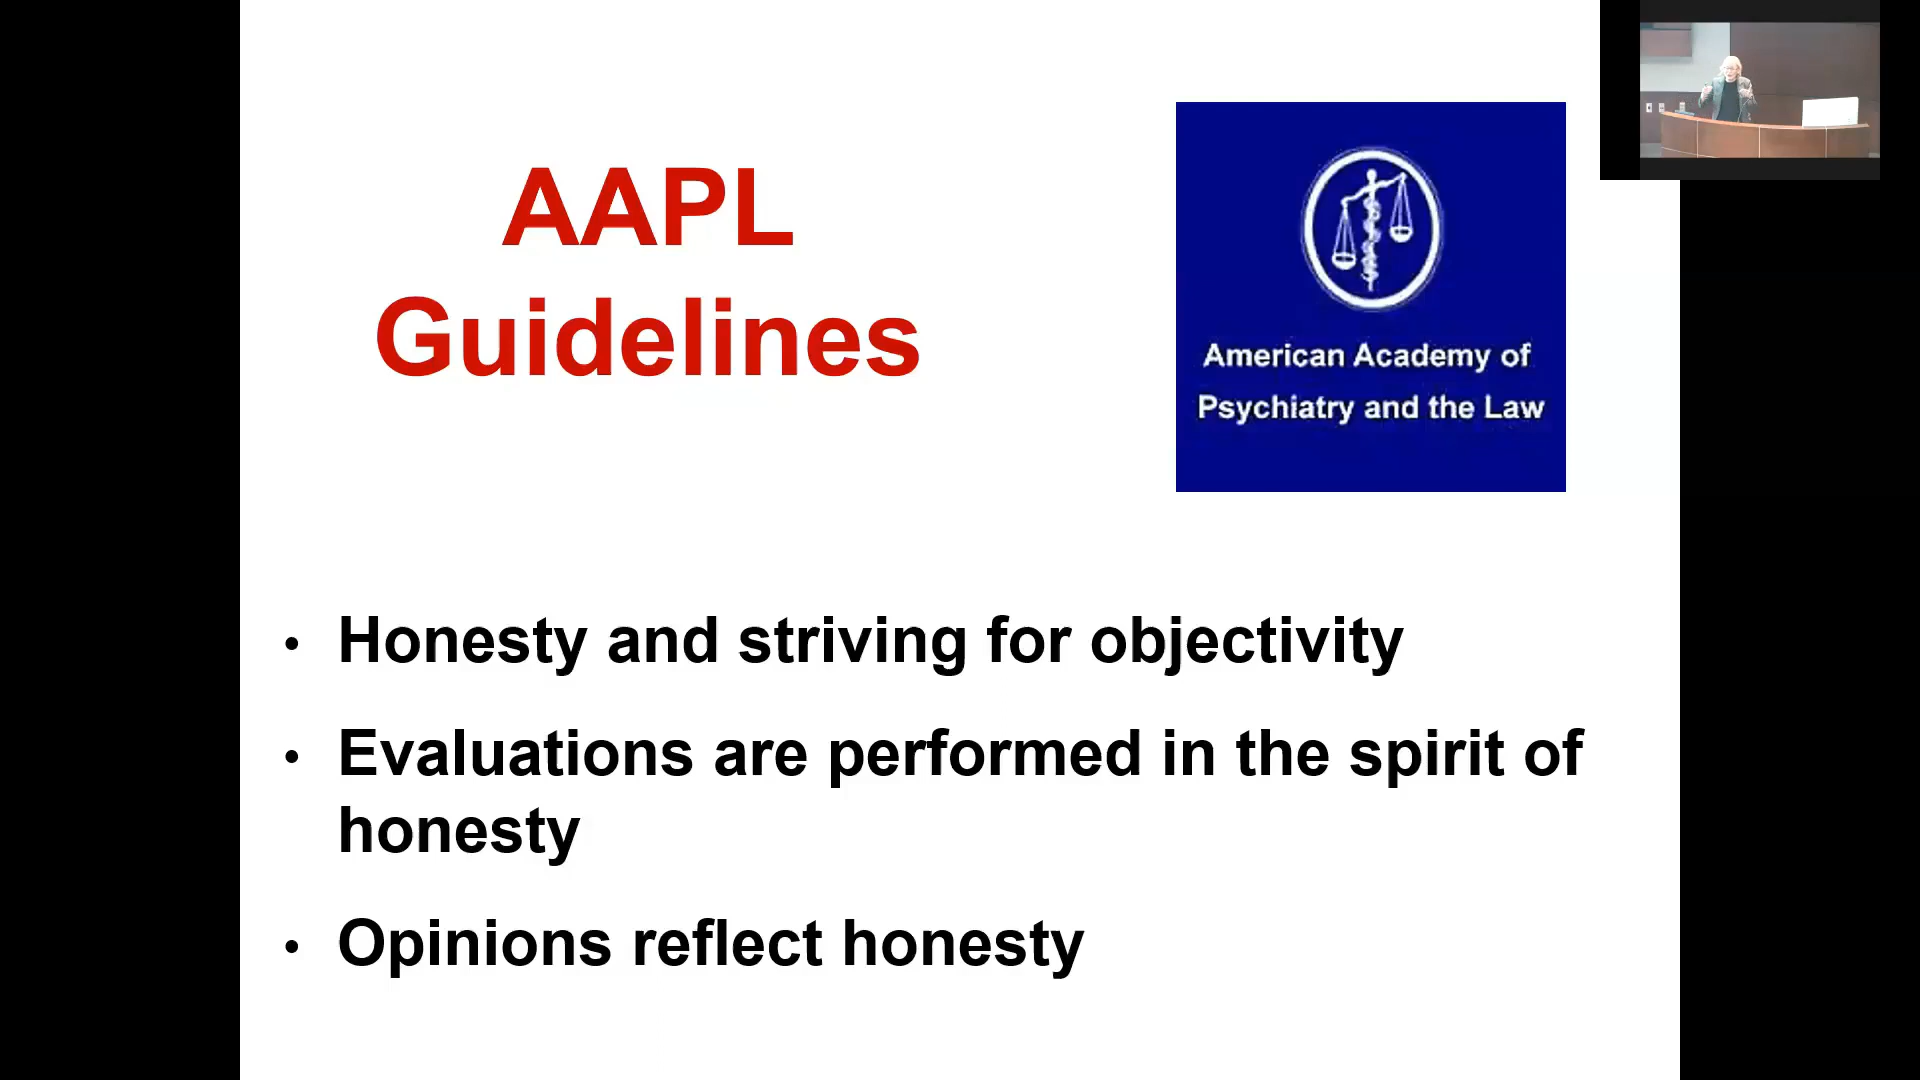 AAPL
Guidelines
American Academy of
Psychiatry and the Law
• Honesty and striving for objectivity
• Evaluations are performed in the spirit of
honesty
• Opinions reflect honesty